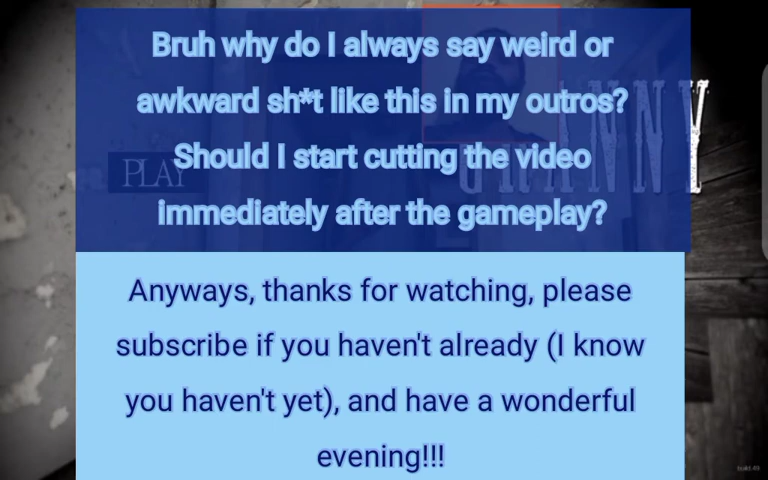 Bruh why do I always say weird or
awkward sh*t like this in my outros?
Should I start cutting the video
immediately after the gameplay?
PLAY
GRANNY
Anyways, thanks for watching, please
subscribe if you haven't already (I know
you haven't yet), and have a wonderful
evening!!!